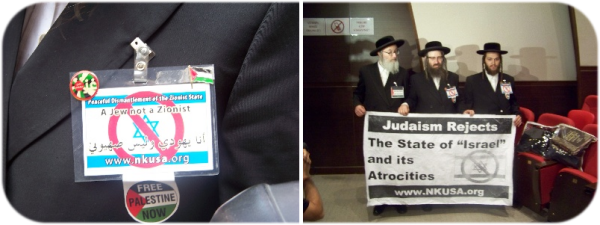 Peaceful Dismantlement of the Zionist State
A Jew not a Zionist
أنا يهودي وليس صهيوني
www.nkusa.org
FREE
PALESTINE
NOW
Judaism Rejects
The State of "Israel"
and its
Atrocities
www.NKUSA.org